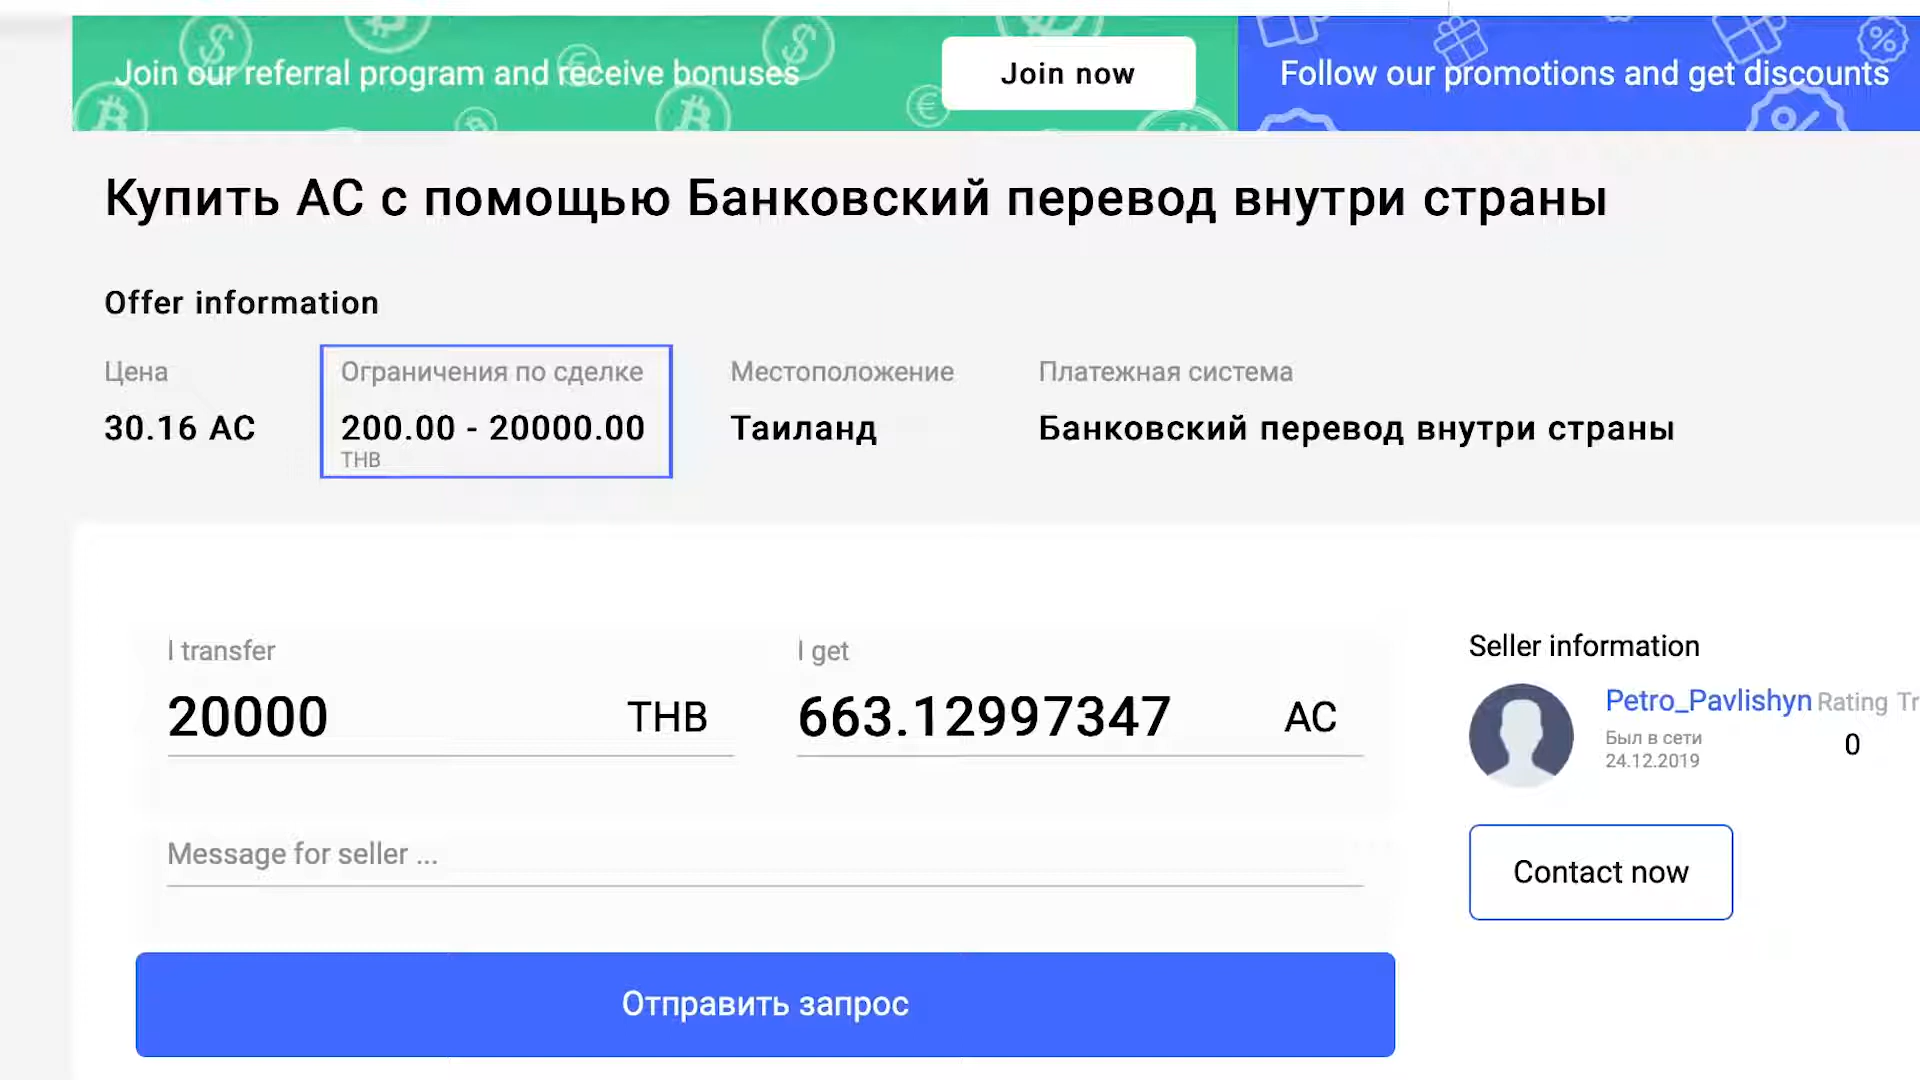 Join our referral program and receive bonuses
Join now
Follow our promotions and get discounts
Купить AC с помощью Банковский перевод внутри страны
Offer information
Цена
30.16 AC
Ограничения по сделке
200.00 - 20000.00
THB
Местоположение
Таиланд
Платежная система
Банковский перевод внутри страны
I transfer
20000 THB
I get
663.12997347 AC
Message for seller ...
Отправить запрос
Seller information
Petro_Pavlishyn
Был в сети
24.12.2019
Rating
0
Contact now